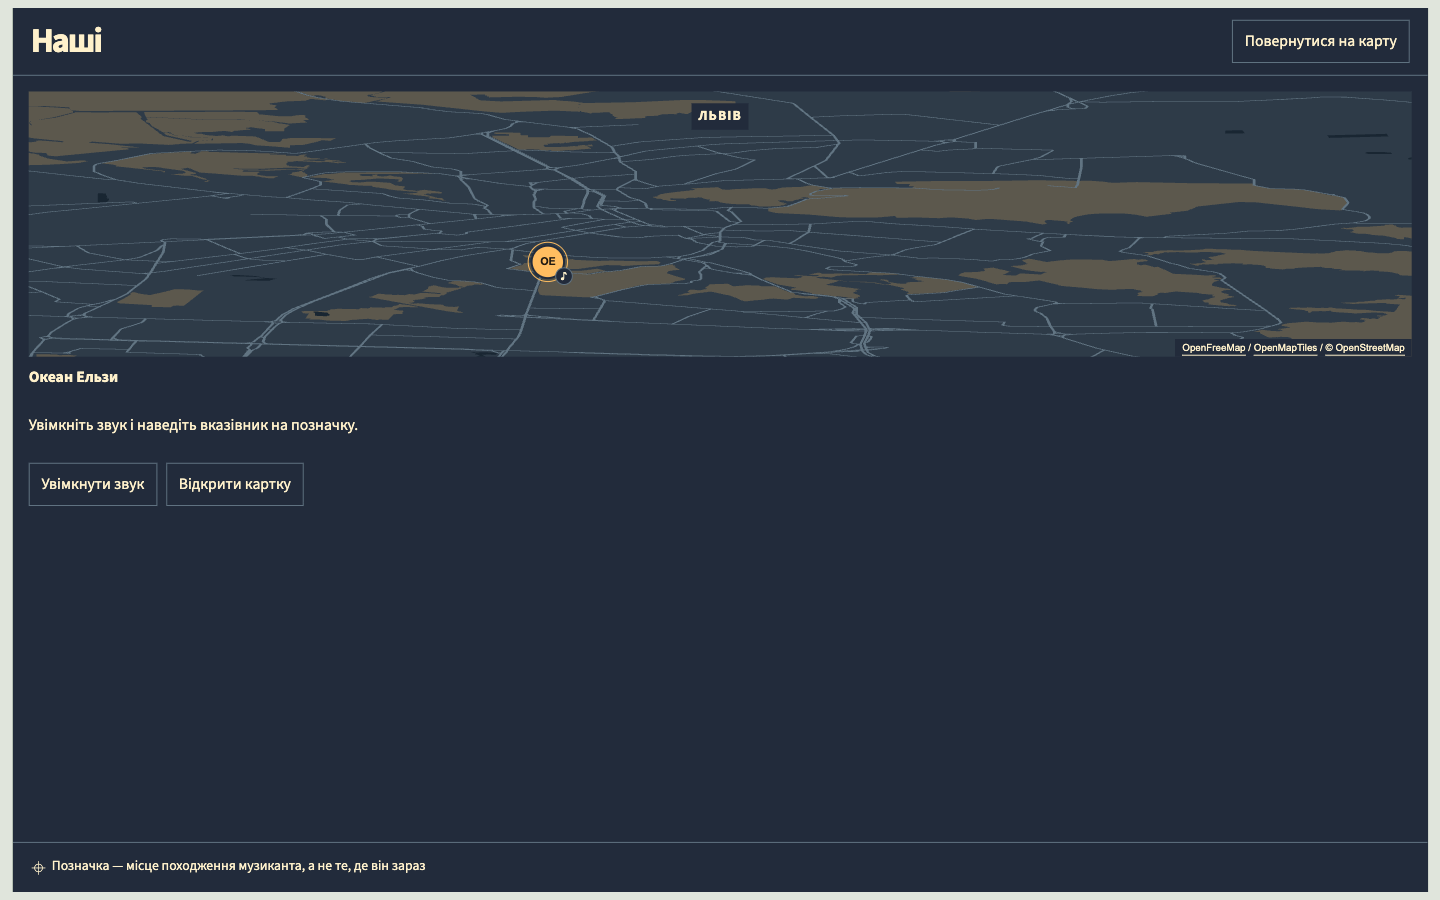 Наші
Повернутися на карту
ЛЬВІВ
ОЕ
OpenFreeMap / OpenMapTiles / © OpenStreetMap
Океан Ельзи
Увімкніть звук і наведіть вказівник на позначку.
Увімкнути звук
Відкрити картку
Позначка — місце походження музиканта, а не те, де він зараз